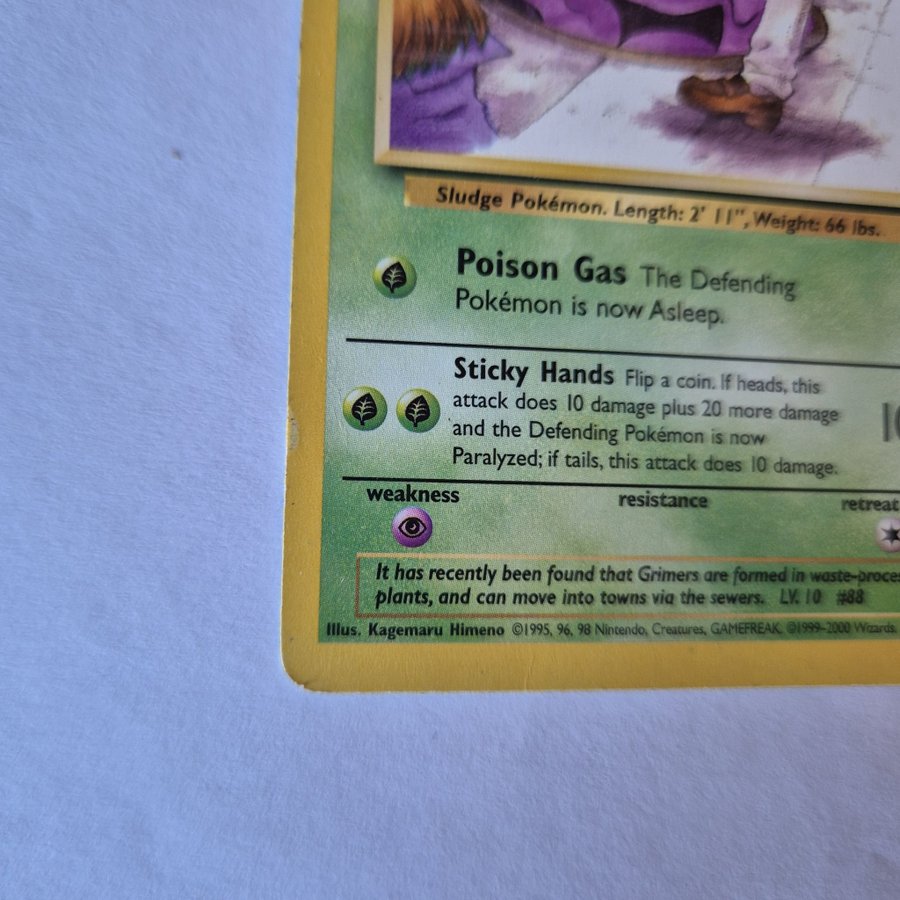 Sludge Pokémon. Length: 2' 11", Weight: 66 lbs.
Poison Gas The Defending
Pokémon is now Asleep.
Sticky Hands Flip a coin. If heads, this
attack does 10 damage plus 20 more damage
and the Defending Pokémon is now
Paralyzed; if tails, this attack does 10 damage.
weakness resistance retreat
It has recently been found that Grimers are formed in waste-proces
plants, and can move into towns via the sewers. LV. 10 #88
Illus. Kagemaru Himeno ©1995, 96, 98 Nintendo, Creatures, GAMEFREAK. ©1999-2000 Wizards.